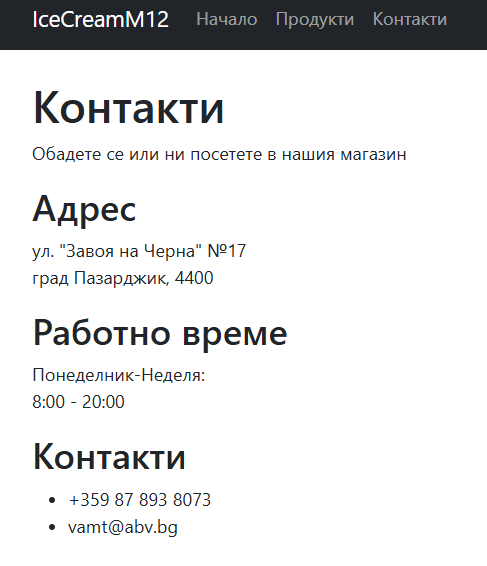 IceCreamM12 Начало Продукти Контакти
Контакти
Обадете се или ни посетете в нашия магазин
Адрес
ул. "Завоя на Черна" №17
град Пазарджик, 4400
Работно време
Понеделник-Неделя:
8:00 - 20:00
Контакти
+359 87 893 8073
vamt@abv.bg